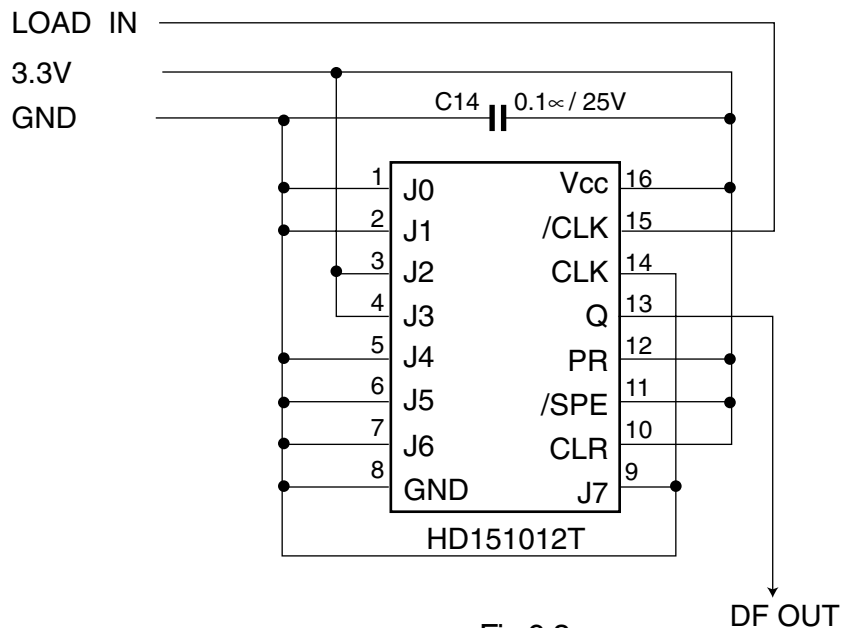 LOAD IN
3.3V
GND
C14 0.1∝ / 25V
1 J0 Vcc 16
2 J1 /CLK 15
3 J2 CLK 14
4 J3 Q 13
5 J4 PR 12
6 J5 /SPE 11
7 J6 CLR 10
8 GND J7 9
HD151012T
DF OUT